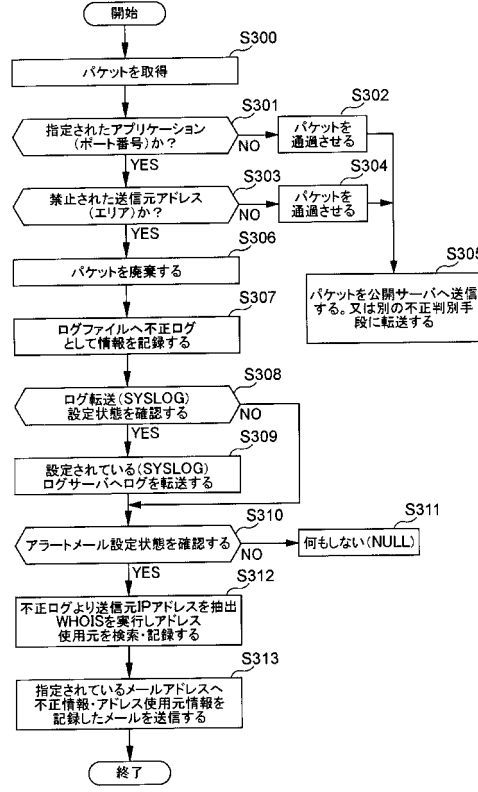 開始
S300
パケットを取得
S301
指定されたアプリケーション
(ポート番号)か?
NO
YES
S302
パケットを
通過させる
S303
禁止された送信元アドレス
(エリア)か?
NO
YES
S304
パケットを
通過させる
S305
パケットを公開サーバへ送信
する。又は別の不正判別手
段に転送する
S306
パケットを廃棄する
S307
ログファイルへ不正ログ
として情報を記録する
S308
ログ転送(SYSLOG)
設定状態を確認する
NO
YES
S309
設定されている(SYSLOG)
ログサーバへログを転送する
S310
アラートメール設定状態を確認する
NO
YES
S311
何もしない(NULL)
S312
不正ログより送信元IPアドレスを抽出
WHOISを実行しアドレス
使用元を検索・記録する
S313
指定されているメールアドレスへ
不正情報・アドレス使用元情報を
記録したメールを送信する
終了